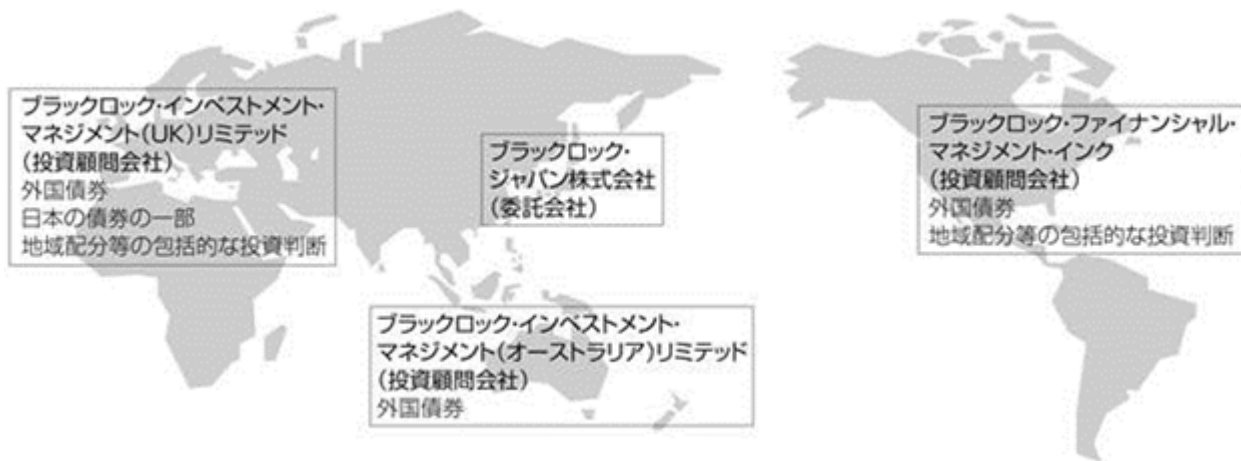 ブラックロック・インベストメント・
マネジメント(UK)リミテッド
(投資顧問会社)
外国債券
日本の債券の一部
地域配分等の包括的な投資判断
ブラックロック・
ジャパン株式会社
(委託会社)
ブラックロック・ファイナンシャル・
マネジメント・インク
(投資顧問会社)
外国債券
地域配分等の包括的な投資判断
ブラックロック・インベストメント・
マネジメント(オーストラリア)リミテッド
(投資顧問会社)
外国債券